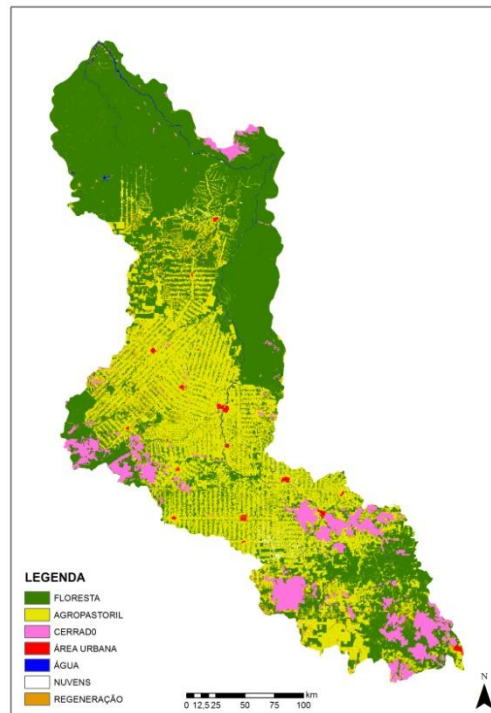 LEGENDA
FLORESTA
AGROPASTORIL
CERRAD0
ÁREA URBANA
ÁGUA
NUVENS
REGENERAÇÃO
km
0 12,5 25 50 75 100
N